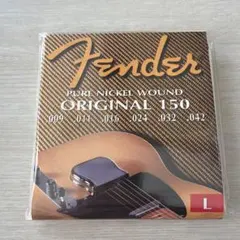 Fender
PURE NICKEL WOUND
ORIGINAL 150
.009 .011 .016 .024 .032 .042
L